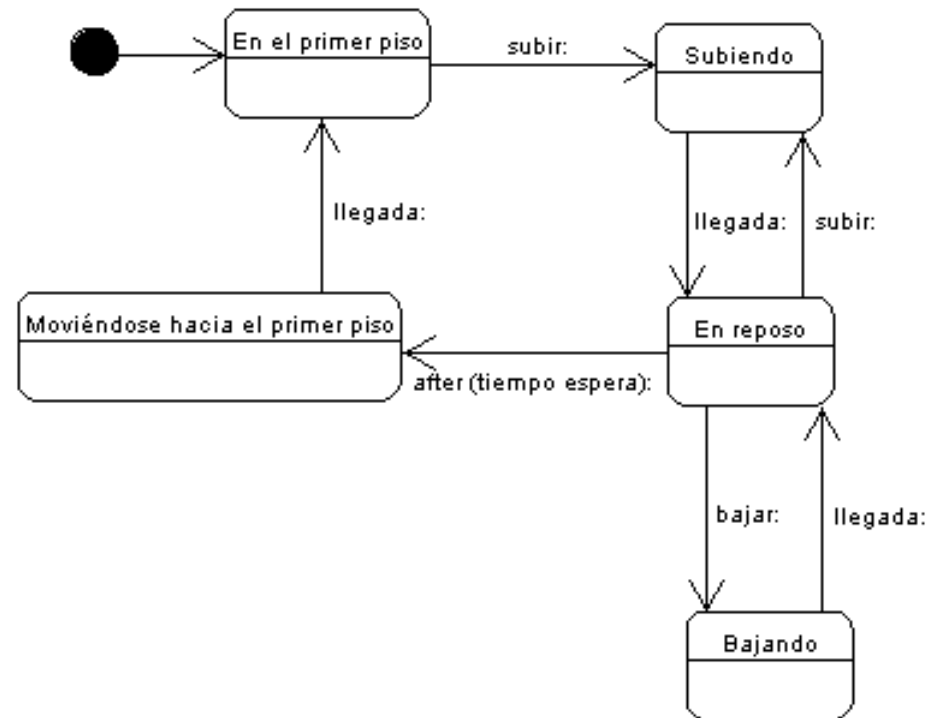 En el primer piso
subir:
Subiendo
llegada:
llegada:
subir:
Moviéndose hacia el primer piso
En reposo
after (tiempo espera):
bajar:
llegada:
Bajando